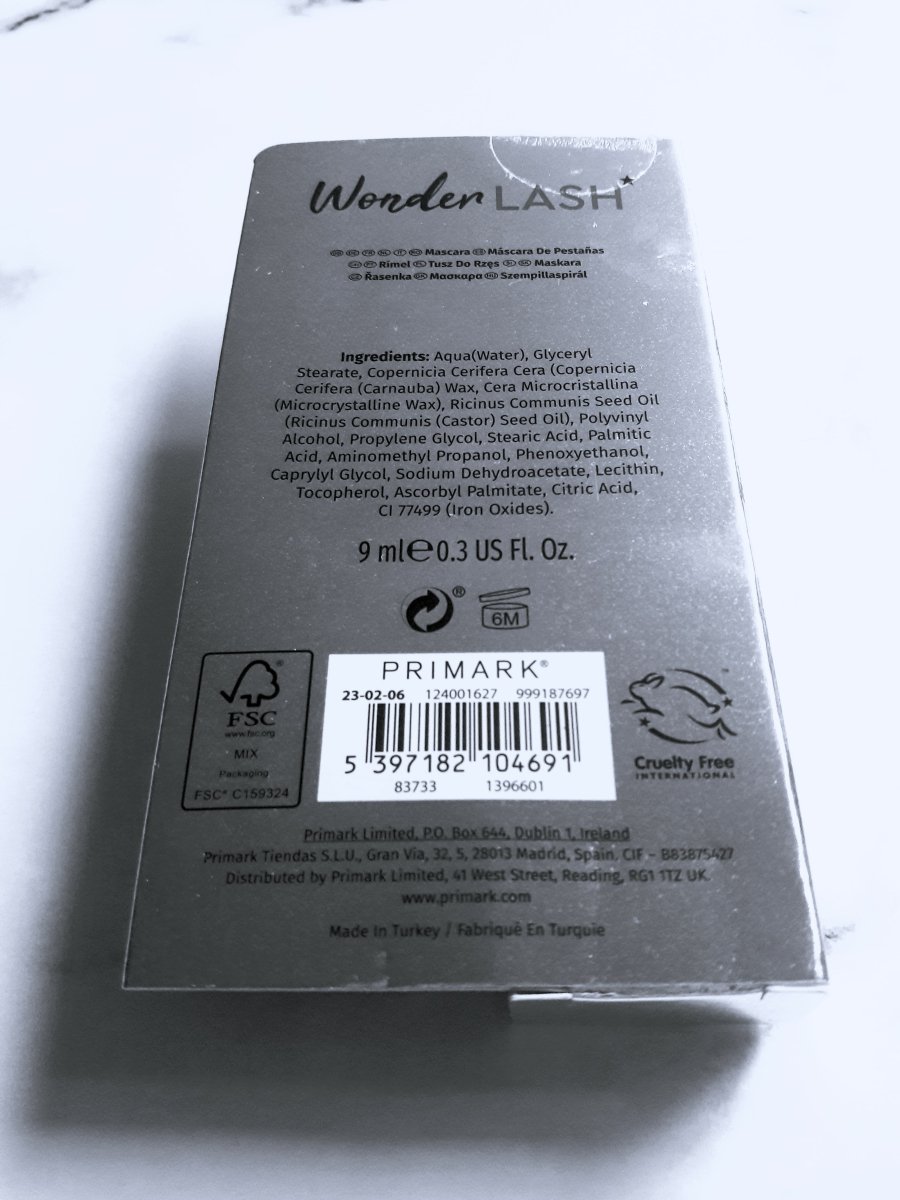 Wonder LASH
Mascara Máscara De Pestañas
Rímel Tusz Do Rzęs Maskara
Řasenka Μασκαρα Szempillaspirál
Ingredients: Aqua(Water), Glyceryl
Stearate, Copernicia Cerifera Cera (Copernicia
Cerifera (Carnauba) Wax, Cera Microcristallina
(Microcrystalline Wax), Ricinus Communis Seed Oil
(Ricinus Communis (Castor) Seed Oil), Polyvinyl
Alcohol, Propylene Glycol, Stearic Acid, Palmitic
Acid, Aminomethyl Propanol, Phenoxyethanol,
Caprylyl Glycol, Sodium Dehydroacetate, Lecithin,
Tocopherol, Ascorbyl Palmitate, Citric Acid,
CI 77499 (Iron Oxides).
9 ml e 0.3 US Fl. Oz.
®
6M
FSC®
www.fsc.org
MIX
Packaging
FSC® C159324
PRIMARK®
23-02-06 124001627 999187697
5 397182 104691
83733 1396601
Cruelty Free
INTERNATIONAL
™
Primark Limited, P.O. Box 644, Dublin 1, Ireland
Primark Tiendas S.L.U., Gran Vía, 32, 5, 28013 Madrid, Spain. CIF - B83875427
Distributed by Primark Limited, 41 West Street, Reading, RG1 1TZ UK.
www.primark.com
Made In Turkey / Fabriqué En Turquie